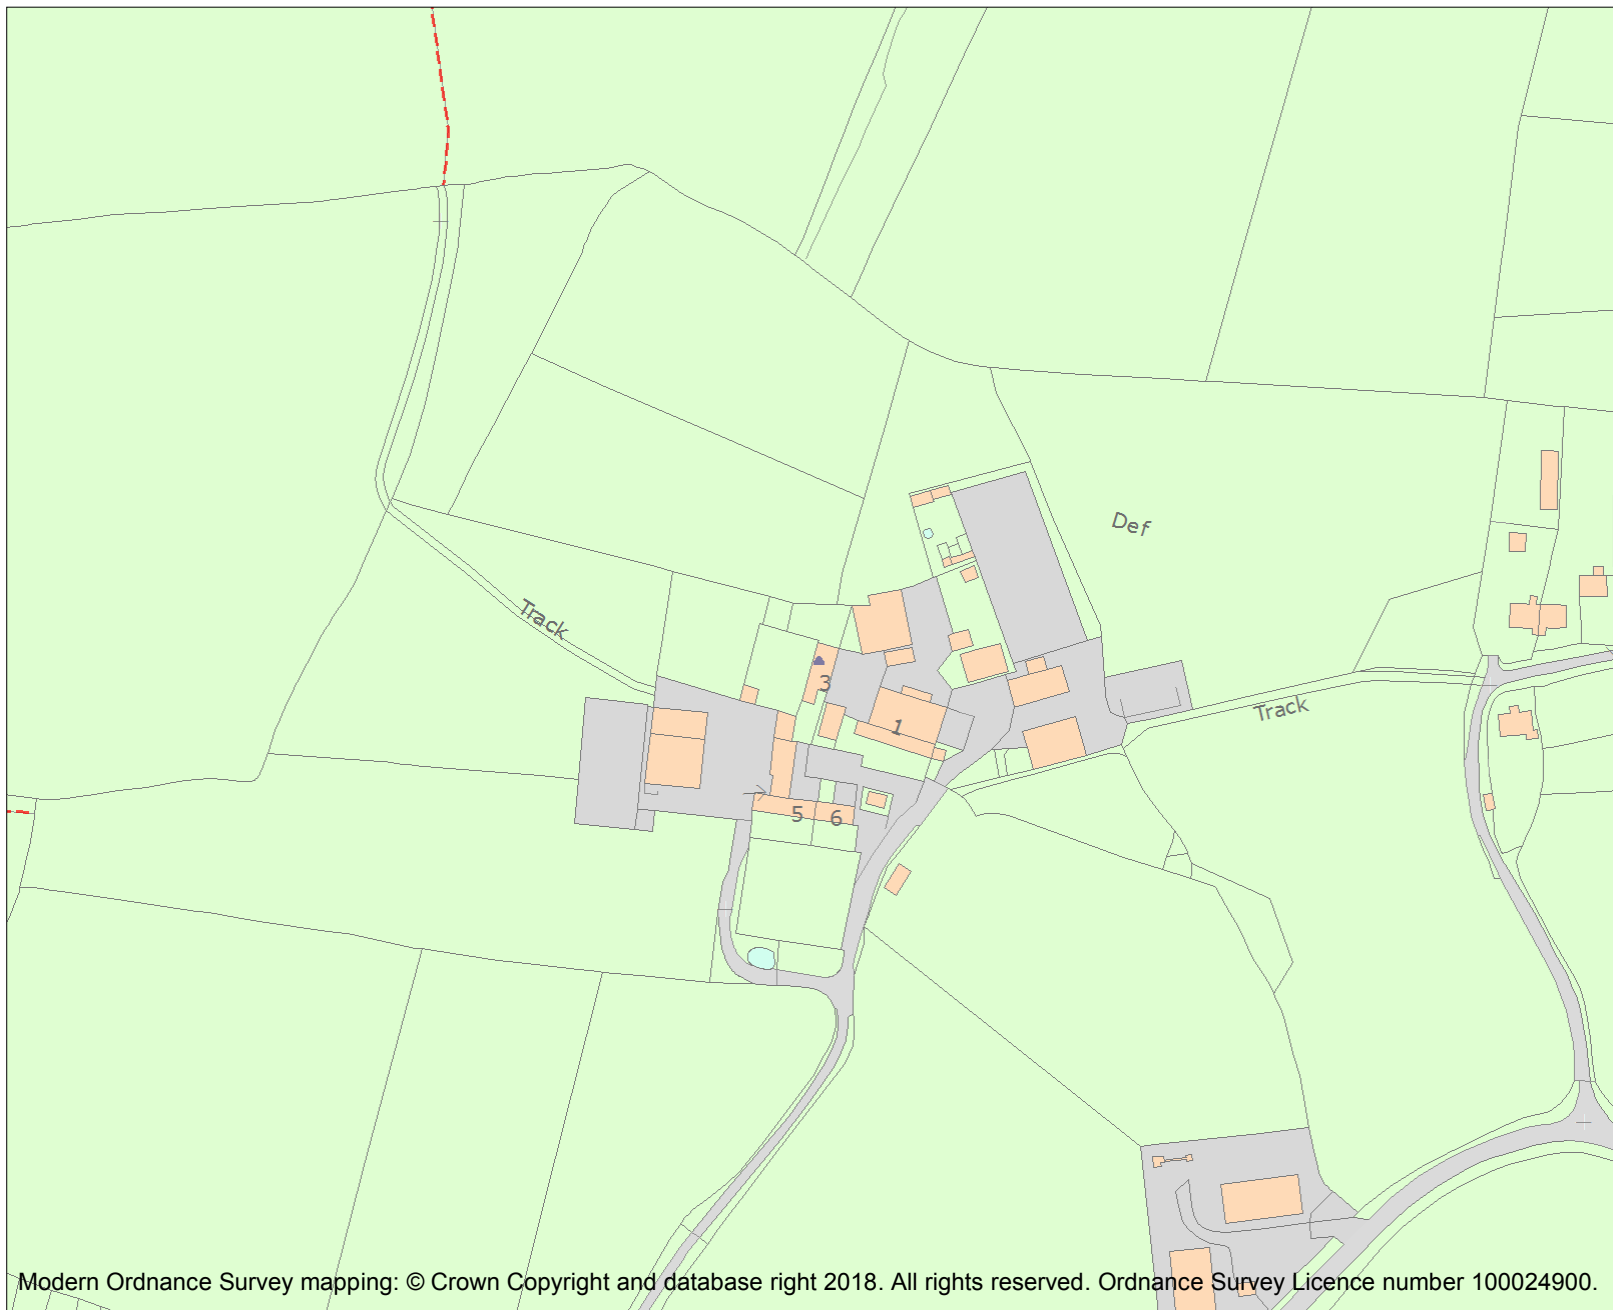 Def
Track
3
Track
1
5
6
Modern Ordnance Survey mapping: © Crown Copyright and database right 2018. All rights reserved. Ordnance Survey Licence number 100024900.